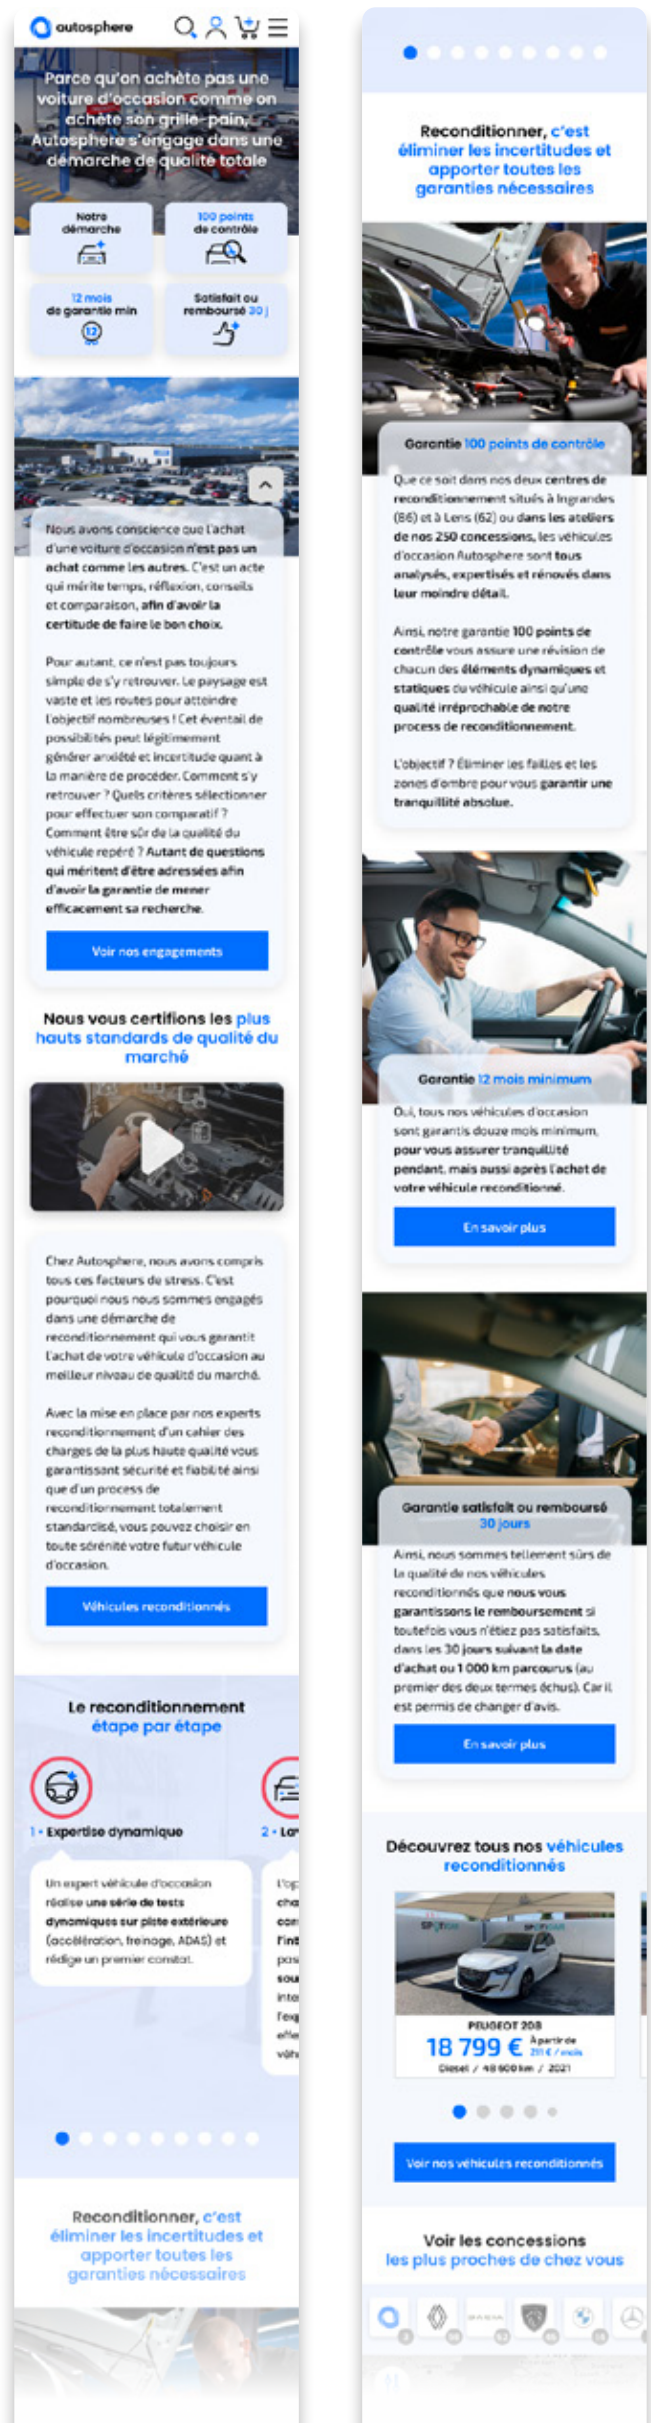 autosphere
Parce qu'on achète pas une
voiture d'occasion comme on
achète son grille-pain,
Autosphere s'engage dans une
démarche de qualité totale
Notre
démarche
100 points
de contrôle
12 mois
de garantie min
12
Satisfait ou
remboursé 30 j
Nous avons conscience que l'achat
d'une voiture d'occasion n'est pas un
achat comme les autres. C'est un acte
qui mérite temps, réflexion, conseils
et comparaison, afin d'avoir la
certitude de faire le bon choix.
Pour autant, ce n'est pas toujours
simple de s'y retrouver. Le paysage est
vaste et les routes pour atteindre
l'objectif nombreuses ! Cet éventail de
possibilités peut légitimement
générer anxiété et incertitude quant à
la manière de procéder. Comment s'y
retrouver ? Quels critères sélectionner
pour effectuer son comparatif ?
Comment être sûr de la qualité du
véhicule repéré ? Autant de questions
qui méritent d'être adressées afin
d'avoir la garantie de mener
efficacement sa recherche.
Voir nos engagements
Nous vous certifions les plus
hauts standards de qualité du
marché
Chez Autosphere, nous avons compris
tous ces facteurs de stress. C'est
pourquoi nous nous sommes engagés
dans une démarche de
reconditionnement qui vous garantit
l'achat de votre véhicule d'occasion au
meilleur niveau de qualité du marché.
Avec la mise en place par nos experts
reconditionnement d'un cahier des
charges de la plus haute qualité vous
garantissant sécurité et fiabilité ainsi
que d'un process de
reconditionnement totalement
standardisé, vous pouvez choisir en
toute sérénité votre futur véhicule
d'occasion.
Véhicules reconditionnés
Le reconditionnement
étape par étape
1 • Expertise dynamique
Un expert véhicule d'occasion
réalise une série de tests
dynamiques sur piste extérieure
(accélération, freinage, ADAS) et
rédige un premier constat.
2 • La
Reconditionner, c'est
éliminer les incertitudes et
apporter toutes les
garanties nécessaires
Reconditionner, c'est
éliminer les incertitudes et
apporter toutes les
garanties nécessaires
Garantie 100 points de contrôle
Que ce soit dans nos deux centres de
reconditionnement situés à Ingrandes
(86) et à Lens (62) ou dans les ateliers
de nos 250 concessions, les véhicules
d'occasion Autosphere sont tous
analysés, expertisés et rénovés dans
leur moindre détail.
Ainsi, notre garantie 100 points de
contrôle vous assure une révision de
chacun des éléments dynamiques et
statiques du véhicule ainsi qu'une
qualité irréprochable de notre
process de reconditionnement.
L'objectif ? Éliminer les failles et les
zones d'ombre pour vous garantir une
tranquillité absolue.
Garantie 12 mois minimum
Oui, tous nos véhicules d'occasion
sont garantis douze mois minimum,
pour vous assurer tranquillité
pendant, mais aussi après l'achat de
votre véhicule reconditionné.
En savoir plus
Garantie satisfait ou remboursé
30 jours
Ainsi, nous sommes tellement sûrs de
la qualité de nos véhicules
reconditionnés que nous vous
garantissons le remboursement si
toutefois vous n'étiez pas satisfaits,
dans les 30 jours suivant la date
d'achat ou 1 000 km parcourus (au
premier des deux termes échus). Car il
est permis de changer d'avis.
En savoir plus
Découvrez tous nos véhicules
reconditionnés
PEUGEOT 208
18 799 €
À partir de
211 € / mois
Diesel / 48 600 km / 2021
Voir nos véhicules reconditionnés
Voir les concessions
les plus proches de chez vous
DACIA